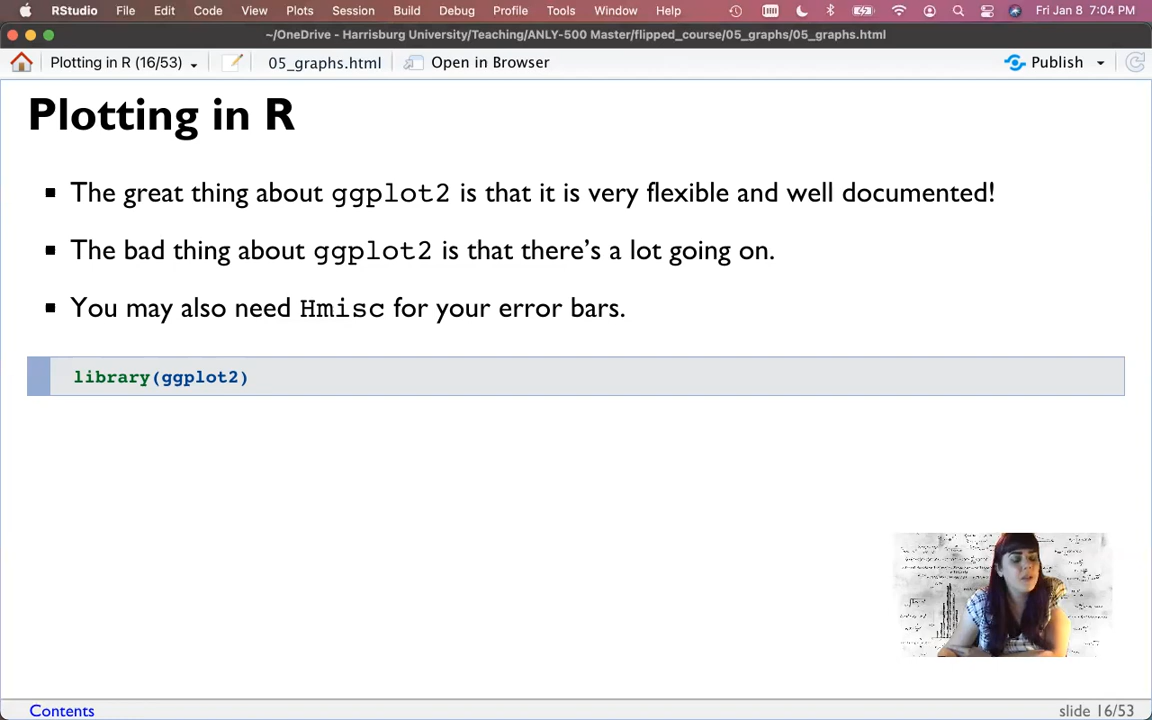 RStudio File Edit Code View Plots Session Build Debug Profile Tools Window Help Fri Jan 8 7:04 PM
~/OneDrive - Harrisburg University/Teaching/ANLY-500 Master/flipped_course/05_graphs/05_graphs.html
Plotting in R (16/53) 05_graphs.html Open in Browser Publish
Plotting in R
The great thing about ggplot2 is that it is very flexible and well documented!
The bad thing about ggplot2 is that there's a lot going on.
You may also need Hmisc for your error bars.
library(ggplot2)
Contents slide 16/53